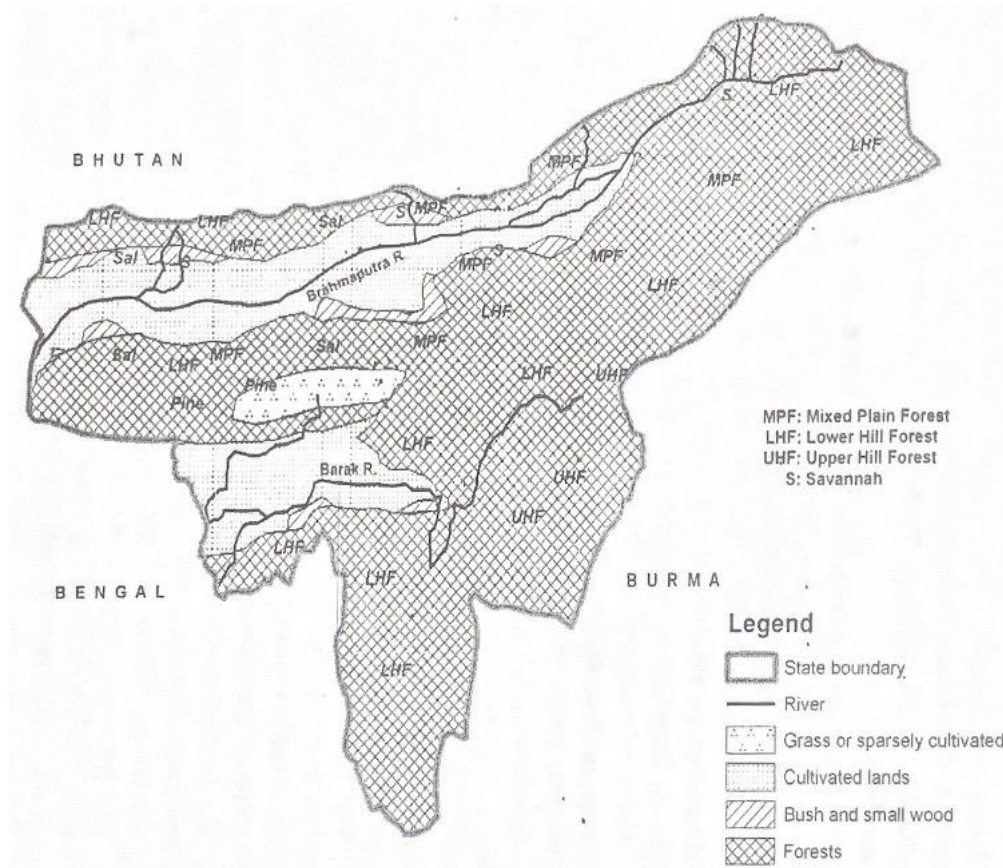 S
LHF
BHUTAN
LHF
MPF
MPF
LHF
LHF
Sal
S
MPF
Sal
MPF
S
Brahmaputra R.
MPF
S
MPF
LHF
LHF
Sal
LHF
MPF
Sal
MPF
Pine
Pine
LHF
UHF
LHF
Barak R.
UHF
UHF
LHF
LHF
LHF
BENGAL
BURMA
MPF: Mixed Plain Forest
LHF: Lower Hill Forest
UHF: Upper Hill Forest
S: Savannah
Legend
State boundary
River
Grass or sparsely cultivated
Cultivated lands
Bush and small wood
Forests